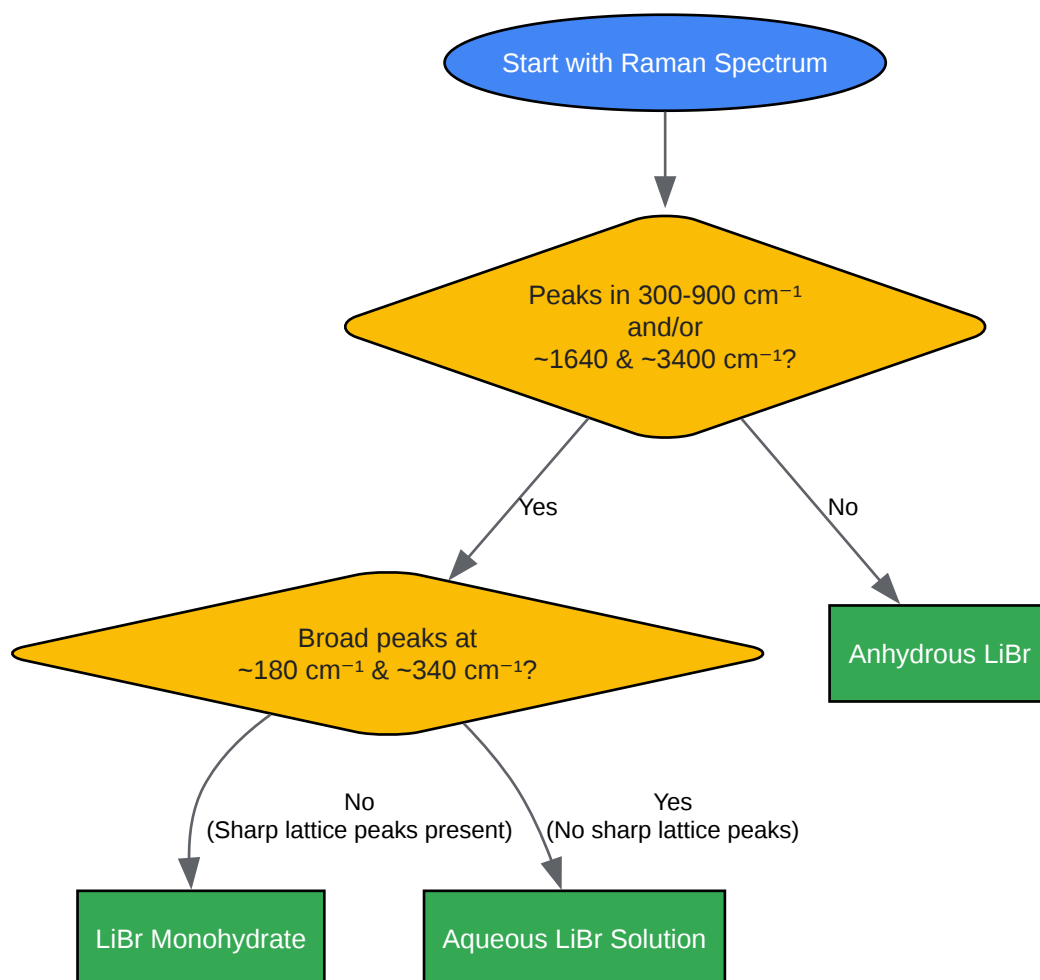 Start with Raman Spectrum
Peaks in 300-900 cm⁻¹
and/or
~1640 & ~3400 cm⁻¹?
Yes
No
Broad peaks at
~180 cm⁻¹ & ~340 cm⁻¹?
Anhydrous LiBr
No
(Sharp lattice peaks present)
Yes
(No sharp lattice peaks)
LiBr Monohydrate
Aqueous LiBr Solution